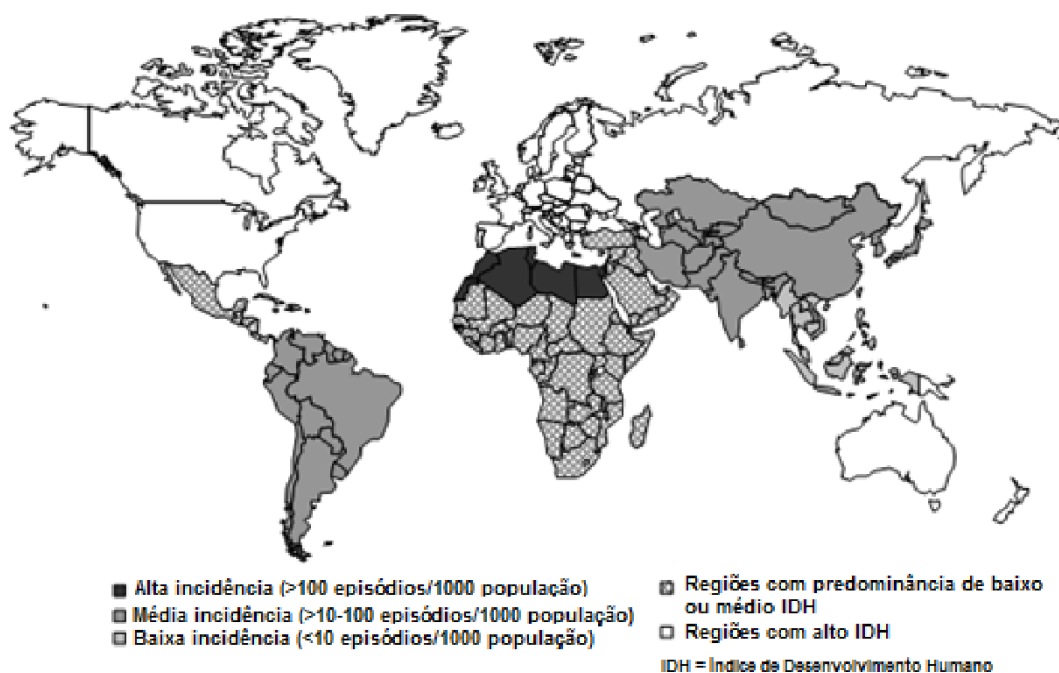 Alta incidência (>100 episódios/1000 população)
Média incidência (>10-100 episódios/1000 população)
Baixa incidência (<10 episódios/1000 população)
Regiões com predominância de baixo
ou médio IDH
Regiões com alto IDH
IDH = Índice de Desenvolvimento Humano